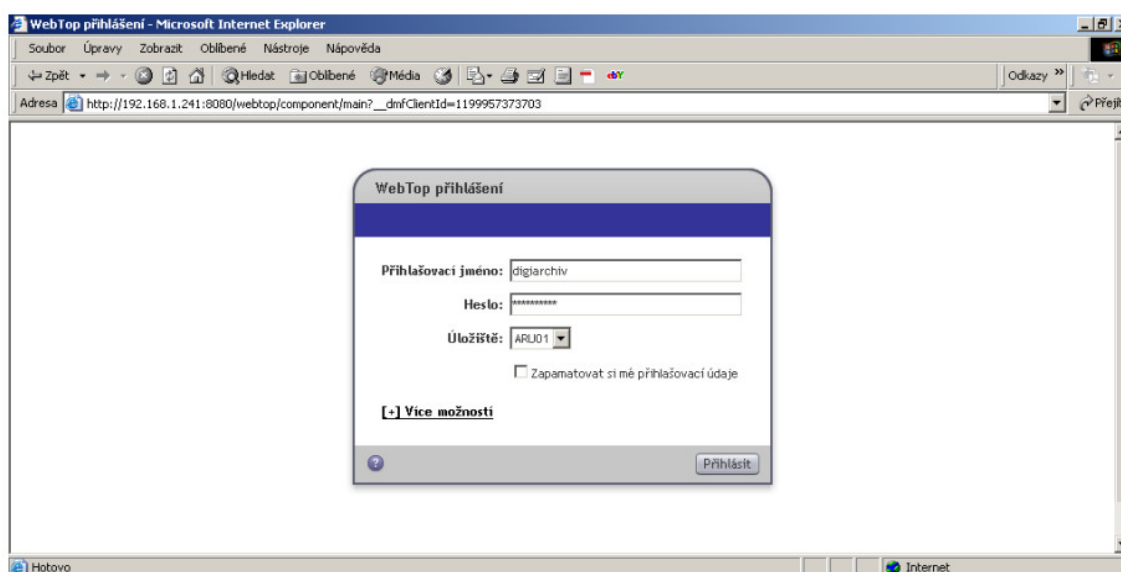 WebTop přihlášení - Microsoft Internet Explorer
Soubor Úpravy Zobrazit Oblíbené Nástroje Nápověda
Zpět Hledat Oblíbené Média ebY Odkazy »
Adresa http://192.168.1.241:8080/webtop/component/main?__dmfClientId=1199957373703 Přejít
WebTop přihlášení
Přihlašovací jméno: digiarchiv
Heslo: **********
Úložiště: ARU01
Zapamatovat si mé přihlašovací údaje
[+] Více možností
? Přihlásit
Hotovo Internet